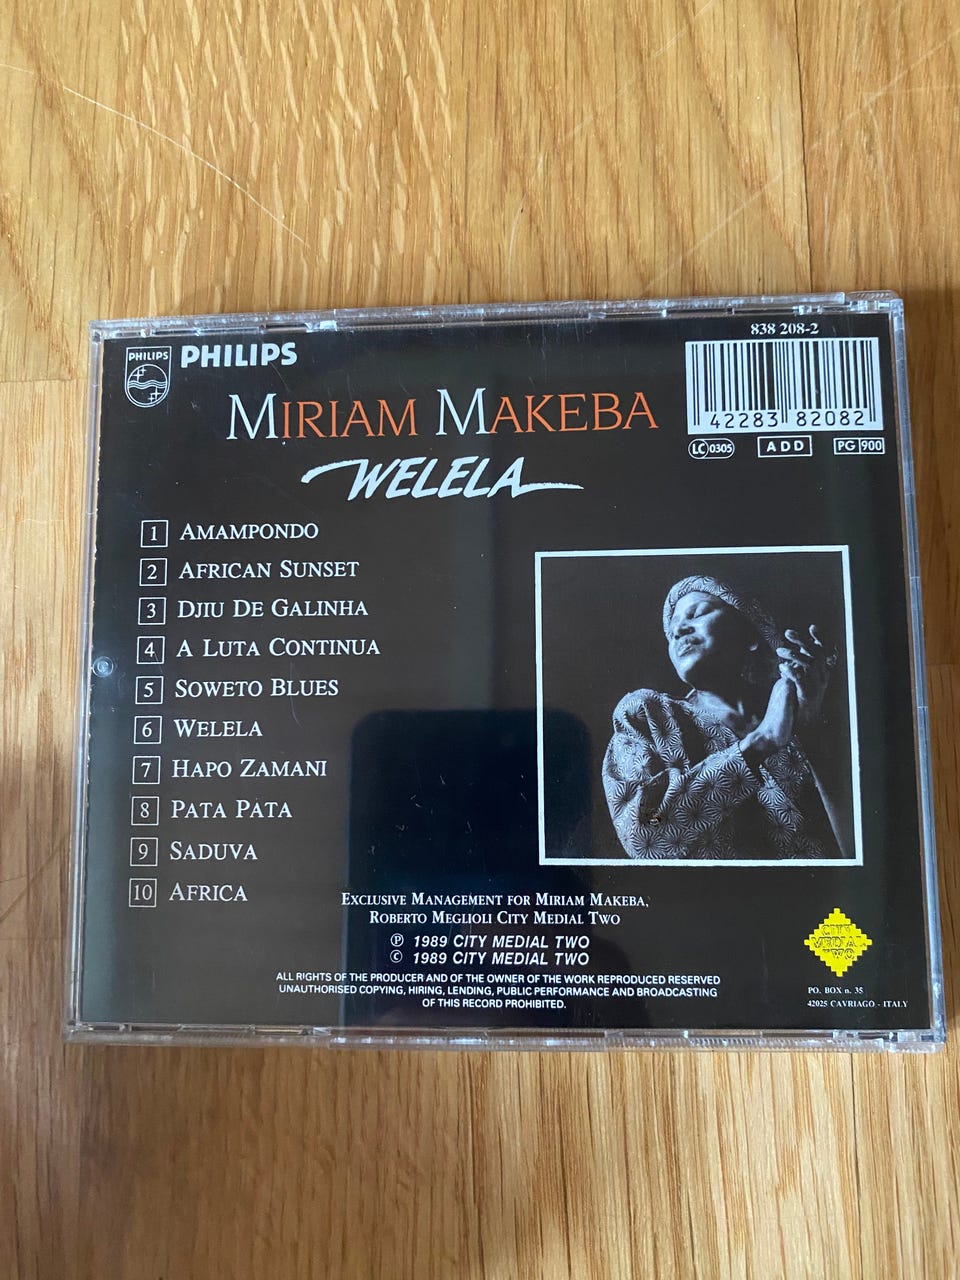 838 208-2
PHILIPS PHILIPS
42283 82082
MIRIAM MAKEBA
LC 0305 ADD PG 900
WELELA
1 AMAMPONDO
2 AFRICAN SUNSET
3 DJIU DE GALINHA
4 A LUTA CONTINUA
5 SOWETO BLUES
6 WELELA
7 HAPO ZAMANI
8 PATA PATA
9 SADUVA
10 AFRICA
EXCLUSIVE MANAGEMENT FOR MIRIAM MAKEBA,
ROBERTO MEGLIOLI CITY MEDIAL TWO
℗ 1989 CITY MEDIAL TWO
© 1989 CITY MEDIAL TWO
ALL RIGHTS OF THE PRODUCER AND OF THE OWNER OF THE WORK REPRODUCED RESERVED
UNAUTHORISED COPYING, HIRING, LENDING, PUBLIC PERFORMANCE AND BROADCASTING
OF THIS RECORD PROHIBITED.
CITY
MEDIAL
TWO
PO. BOX n. 35
42025 CAVRIAGO - ITALY